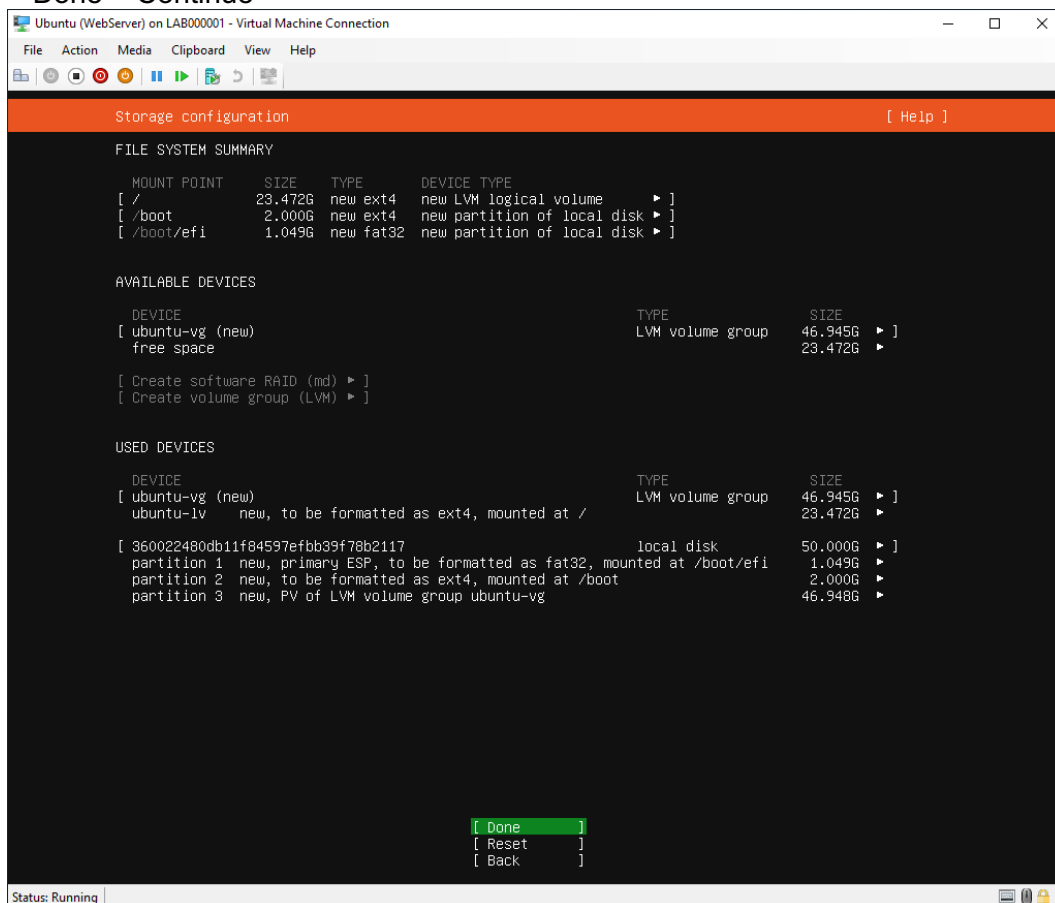 Done – Continue
Ubuntu (WebServer) on LAB000001 - Virtual Machine Connection
File Action Media Clipboard View Help
Storage configuration [ Help ]
FILE SYSTEM SUMMARY
MOUNT POINT SIZE TYPE DEVICE TYPE
[ / 23.472G new ext4 new LVM logical volume ▸ ]
[ /boot 2.000G new ext4 new partition of local disk ▸ ]
[ /boot/efi 1.049G new fat32 new partition of local disk ▸ ]
AVAILABLE DEVICES
DEVICE TYPE SIZE
[ ubuntu-vg (new) LVM volume group 46.945G ▸ ]
free space 23.472G ▸
[ Create software RAID (md) ▸ ]
[ Create volume group (LVM) ▸ ]
USED DEVICES
DEVICE TYPE SIZE
[ ubuntu-vg (new) LVM volume group 46.945G ▸ ]
ubuntu-lv new, to be formatted as ext4, mounted at / 23.472G ▸
[ 360022480db11f84597efbb39f78b2117 local disk 50.000G ▸ ]
partition 1 new, primary ESP, to be formatted as fat32, mounted at /boot/efi 1.049G ▸
partition 2 new, to be formatted as ext4, mounted at /boot 2.000G ▸
partition 3 new, PV of LVM volume group ubuntu-vg 46.948G ▸
[ Done ]
[ Reset ]
[ Back ]
Status: Running